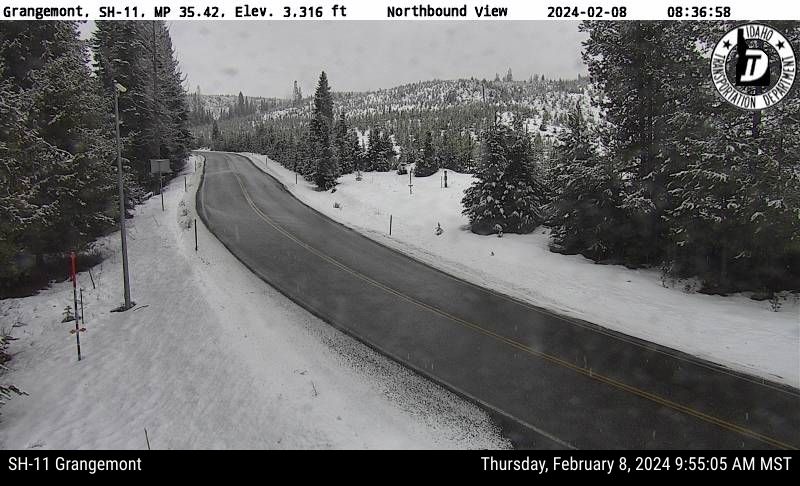 Grangemont, SH-11, MP 35.42, Elev. 3,316 ft Northbound View 2024-02-08 08:36:58
IDAHO
TRANSPORTATION DEPARTMENT
SH-11 Grangemont Thursday, February 8, 2024 9:55:05 AM MST